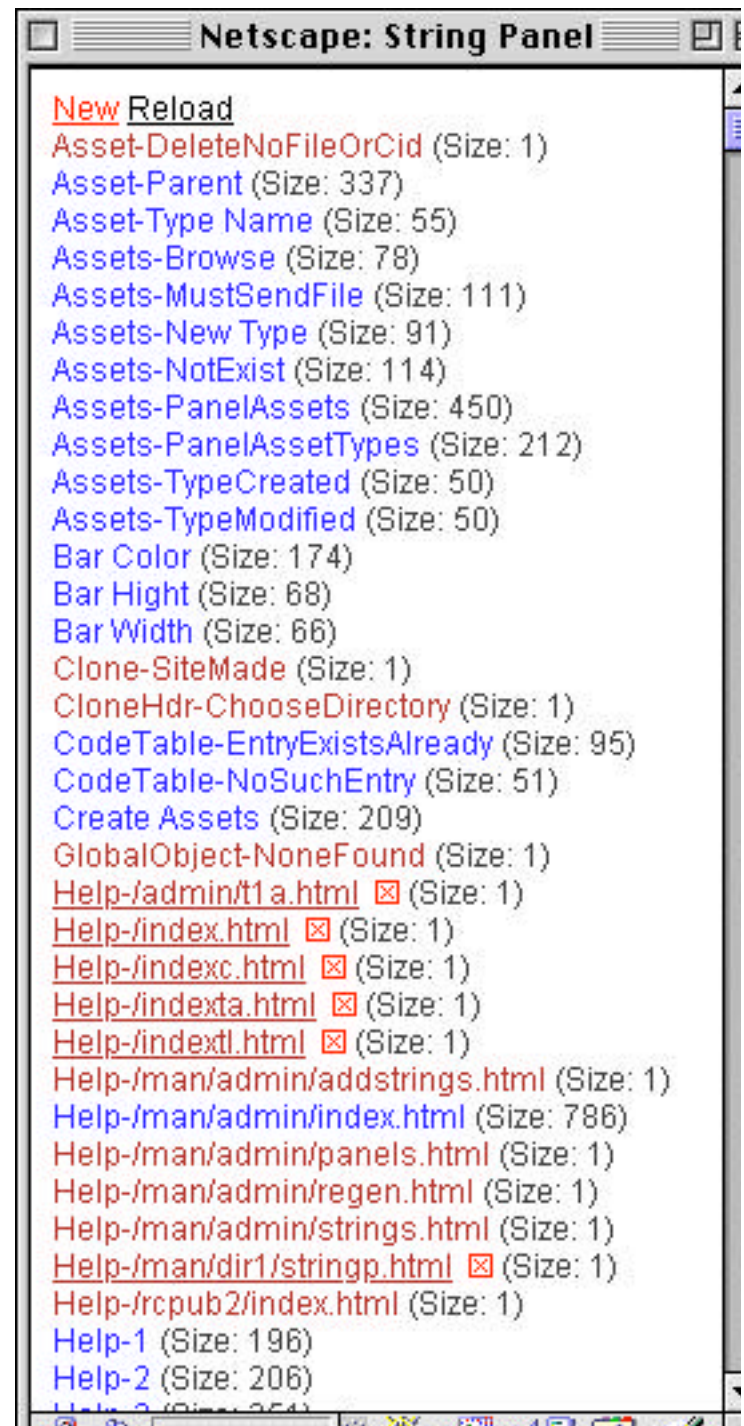 Netscape: String Panel
New Reload
Asset-DeleteNoFileOrCid (Size: 1)
Asset-Parent (Size: 337)
Asset-Type Name (Size: 55)
Assets-Browse (Size: 78)
Assets-MustSendFile (Size: 111)
Assets-New Type (Size: 91)
Assets-NotExist (Size: 114)
Assets-PanelAssets (Size: 450)
Assets-PanelAssetTypes (Size: 212)
Assets-TypeCreated (Size: 50)
Assets-TypeModified (Size: 50)
Bar Color (Size: 174)
Bar Hight (Size: 68)
Bar Width (Size: 66)
Clone-SiteMade (Size: 1)
CloneHdr-ChooseDirectory (Size: 1)
CodeTable-EntryExistsAlready (Size: 95)
CodeTable-NoSuchEntry (Size: 51)
Create Assets (Size: 209)
GlobalObject-NoneFound (Size: 1)
Help-/admin/t1a.html (Size: 1)
Help-/index.html (Size: 1)
Help-/indexc.html (Size: 1)
Help-/indexta.html (Size: 1)
Help-/indextl.html (Size: 1)
Help-/man/admin/addstrings.html (Size: 1)
Help-/man/admin/index.html (Size: 786)
Help-/man/admin/panels.html (Size: 1)
Help-/man/admin/regen.html (Size: 1)
Help-/man/admin/strings.html (Size: 1)
Help-/man/dir1/stringp.html (Size: 1)
Help-/rcpub2/index.html (Size: 1)
Help-1 (Size: 196)
Help-2 (Size: 206)